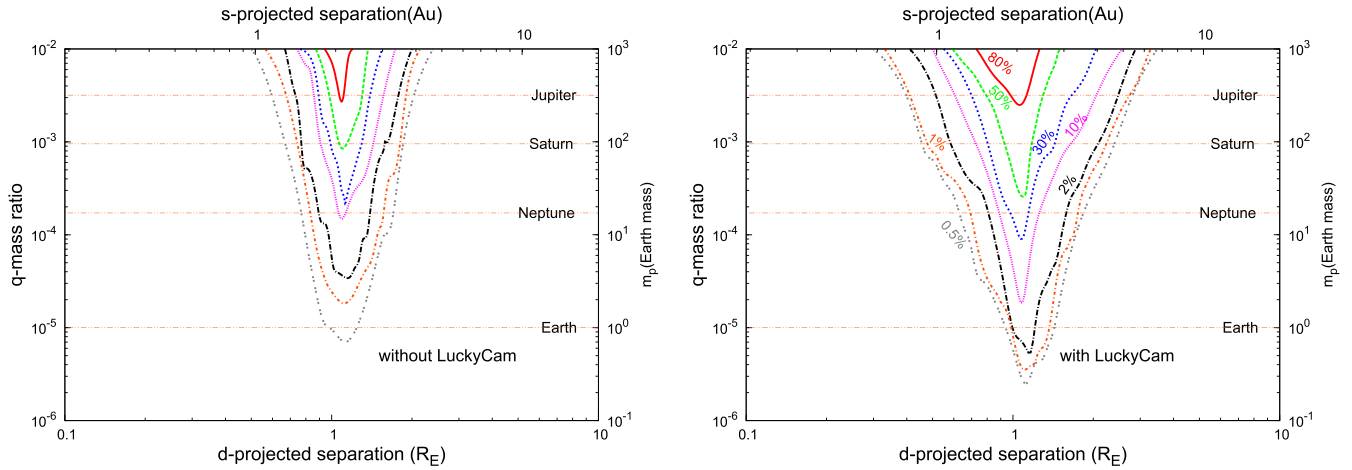 s-projected separation(Au)
1 10
10-2 103
Jupiter
10-3 102
Saturn
Neptune
10-4 101
10-5 100
Earth
without LuckyCam
10-6 10-1
0.1 1 10
d-projected separation (RE)
q-mass ratio
mp(Earth mass)
s-projected separation(Au)
1 10
10-2 103
80%
50%
Jupiter
10-3 102
1%
30%
10%
Saturn
2%
Neptune
0.5%
10-4 101
10-5 100
Earth
with LuckyCam
10-6 10-1
0.1 1 10
d-projected separation (RE)
q-mass ratio
mp(Earth mass)